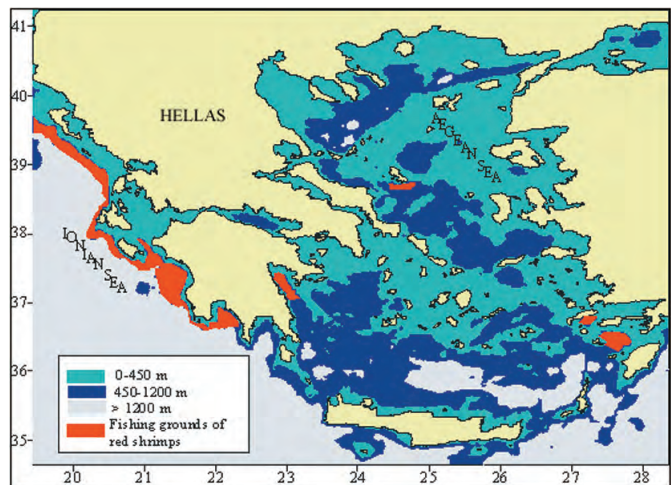 41
40
39
38
37
36
35
HELLAS
AEGEAN SEA
IONIAN SEA
0-450 m
450-1200 m
> 1200 m
Fishing grounds of
red shrimps
20 21 22 23 24 25 26 27 28